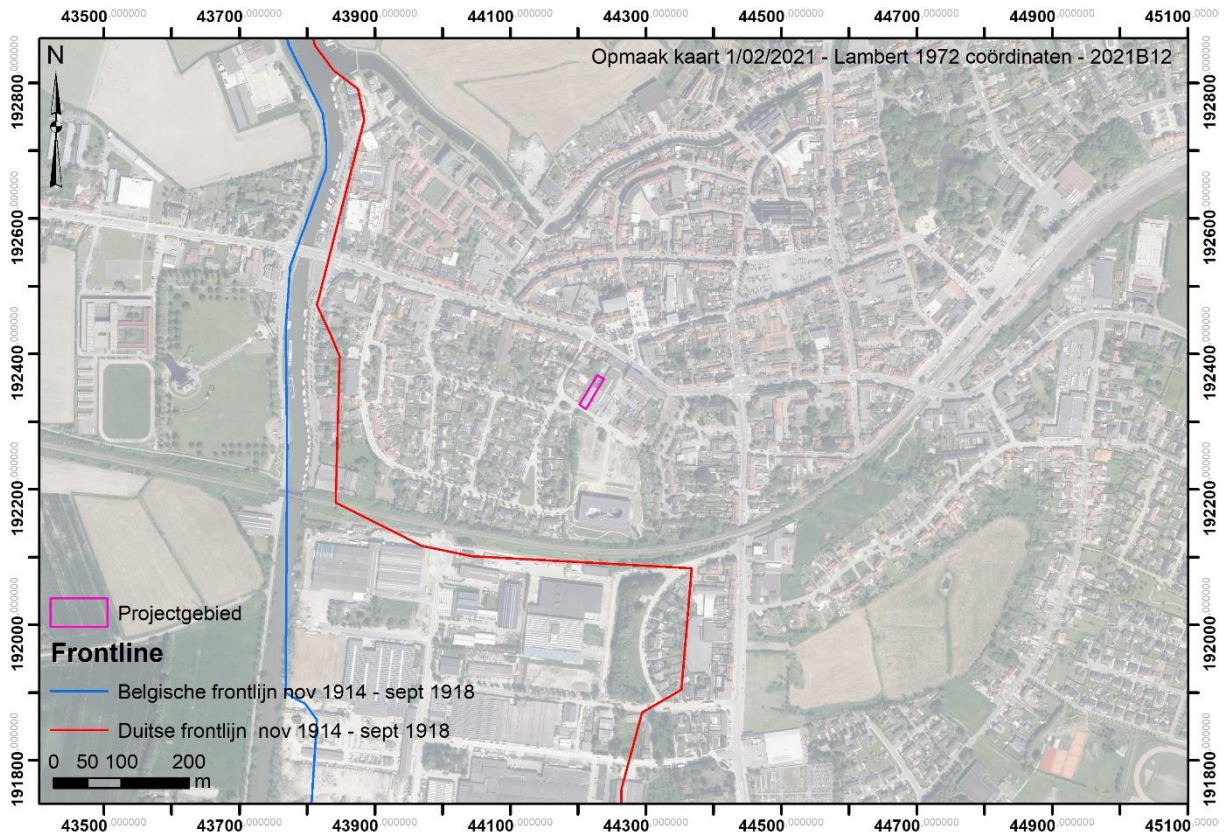 43500.000000 43700.000000 43900.000000 44100.000000 44300.000000 44500.000000 44700.000000 44900.000000 45100.000000
N
Opmaak kaart 1/02/2021 - Lambert 1972 coördinaten - 2021B12
192800.000000 192800.000000
192600.000000 192600.000000
192400.000000 192400.000000
192200.000000 192200.000000
192000.000000 192000.000000
Projectgebied
Frontline
Belgische frontlijn nov 1914 - sept 1918
Duitse frontlijn nov 1914 - sept 1918
0 50 100 200
m
191800.000000 191800.000000
43500.000000 43700.000000 43900.000000 44100.000000 44300.000000 44500.000000 44700.000000 44900.000000 45100.000000